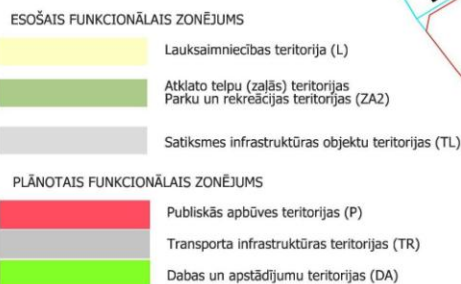 ESOŠAIS FUNKCIONĀLAIS ZONĒJUMS
Lauksaimniecības teritorija (L)
Atklato telpu (zaļās) teritorijas
Parku un rekreācijas teritorijas (ZA2)
Satiksmes infrastruktūras objektu teritorijas (TL)
PLĀNOTAIS FUNKCIONĀLAIS ZONĒJUMS
Publiskās apbūves teritorijas (P)
Transporta infrastruktūras teritorijas (TR)
Dabas un apstādījumu teritorijas (DA)